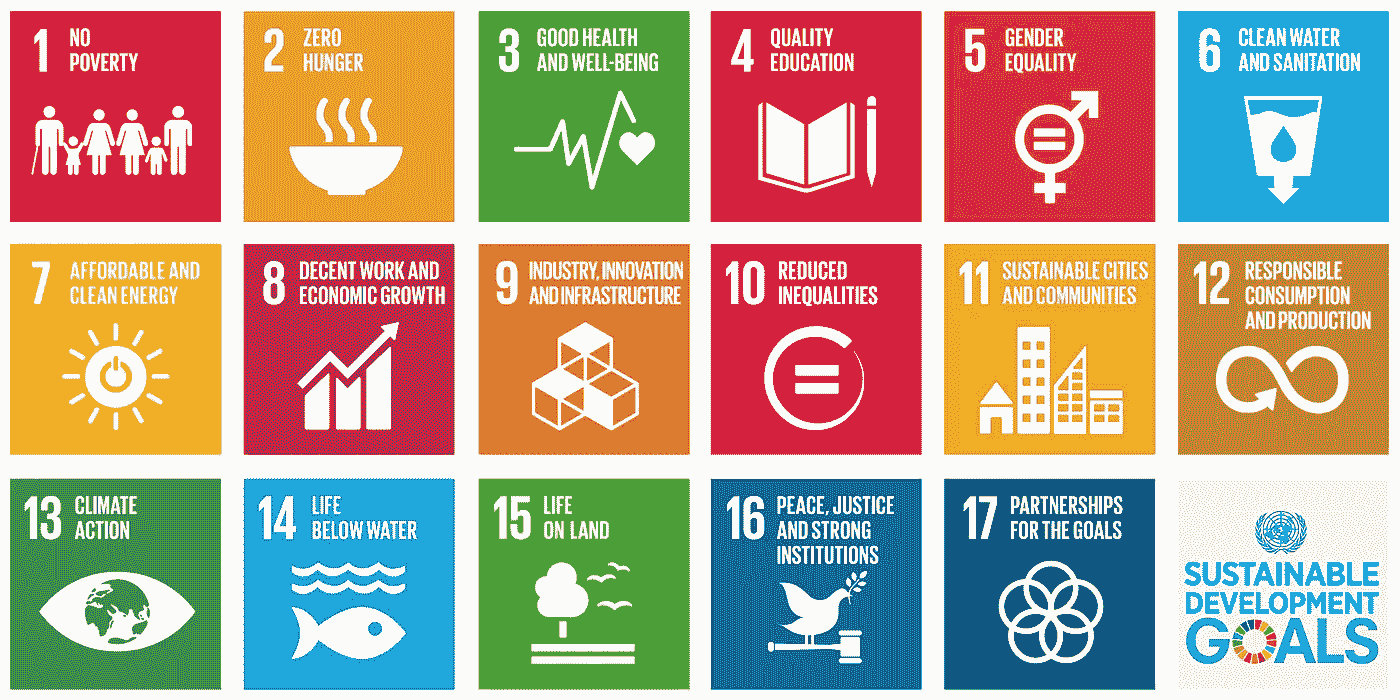 1 NO
POVERTY
2 ZERO
HUNGER
3 GOOD HEALTH
AND WELL-BEING
4 QUALITY
EDUCATION
5 GENDER
EQUALITY
6 CLEAN WATER
AND SANITATION
7 AFFORDABLE AND
CLEAN ENERGY
8 DECENT WORK AND
ECONOMIC GROWTH
9 INDUSTRY, INNOVATION
AND INFRASTRUCTURE
10 REDUCED
INEQUALITIES
11 SUSTAINABLE CITIES
AND COMMUNITIES
12 RESPONSIBLE
CONSUMPTION
AND PRODUCTION
13 CLIMATE
ACTION
14 LIFE
BELOW WATER
15 LIFE
ON LAND
16 PEACE, JUSTICE
AND STRONG
INSTITUTIONS
17 PARTNERSHIPS
FOR THE GOALS
SUSTAINABLE
DEVELOPMENT
GOALS